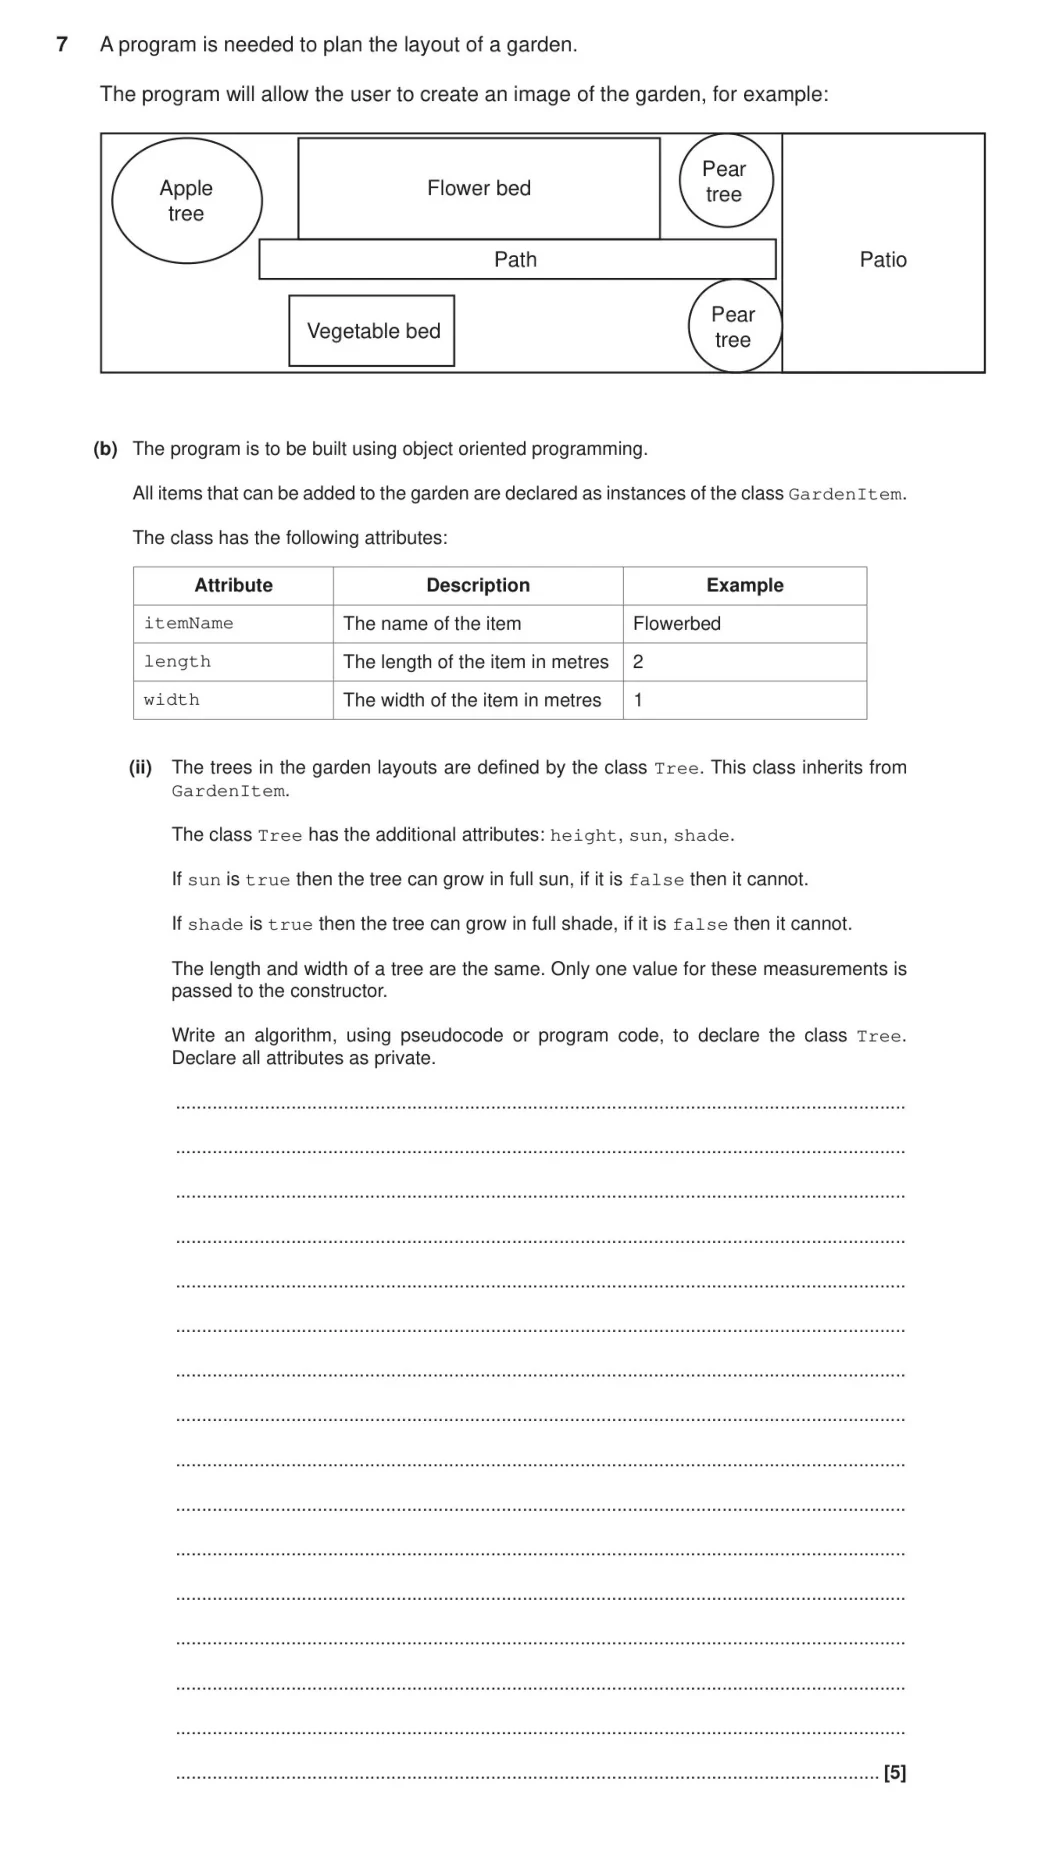 7 A program is needed to plan the layout of a garden.
The program will allow the user to create an image of the garden, for example:
Apple
tree
Flower bed
Pear
tree
Path
Patio
Vegetable bed
Pear
tree
(b) The program is to be built using object oriented programming.
All items that can be added to the garden are declared as instances of the class GardenItem.
The class has the following attributes:
Attribute Description Example
itemName The name of the item Flowerbed
length The length of the item in metres 2
width The width of the item in metres 1
(ii) The trees in the garden layouts are defined by the class Tree. This class inherits from
GardenItem.
The class Tree has the additional attributes: height, sun, shade.
If sun is true then the tree can grow in full sun, if it is false then it cannot.
If shade is true then the tree can grow in full shade, if it is false then it cannot.
The length and width of a tree are the same. Only one value for these measurements is
passed to the constructor.
Write an algorithm, using pseudocode or program code, to declare the class Tree.
Declare all attributes as private.
[5]